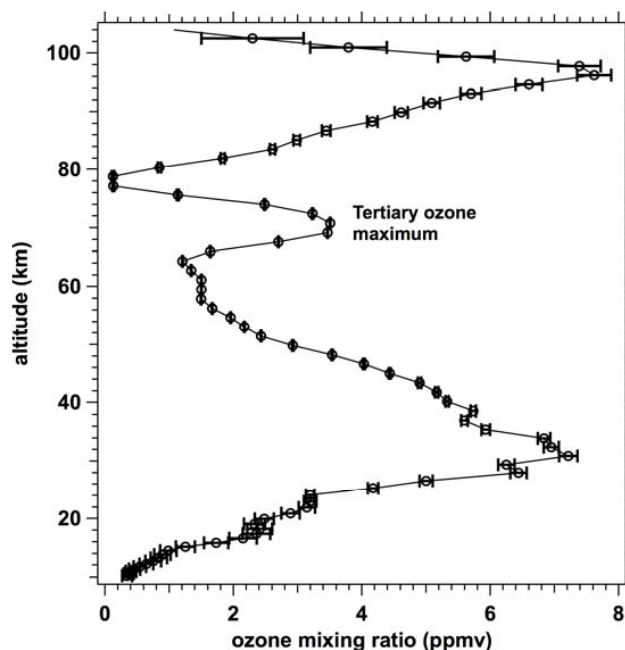 100
80
60
40
20
altitude (km)
Tertiary ozone
maximum
0 2 4 6 8
ozone mixing ratio (ppmv)